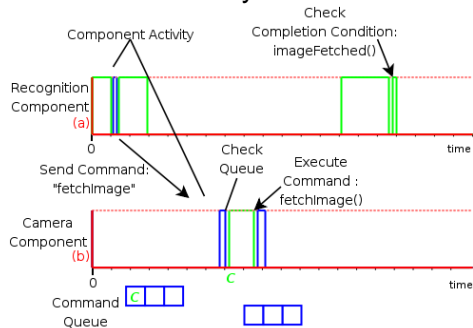 Component Activity
Check
Completion Condition:
imageFetched()
Recognition
Component
(a)
0
time
Send Command:
"fetchImage"
Check
Queue
Execute
Command :
fetchImage()
Camera
Component
(b)
0
C
time
C
Command
Queue